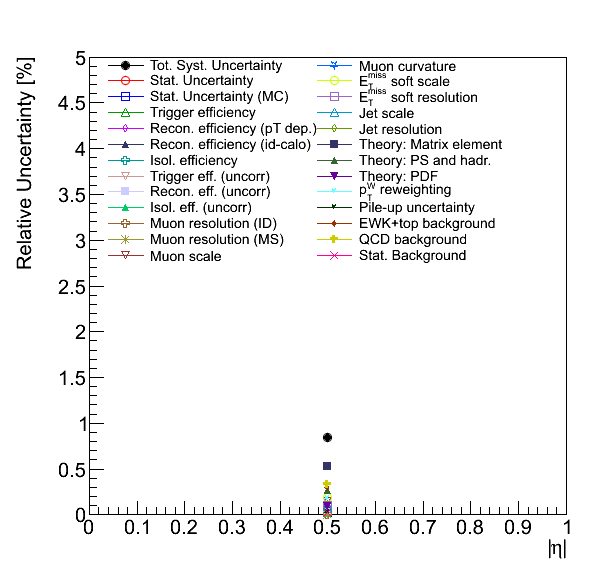 Relative Uncertainty [%]
5
4.5
4
3.5
3
2.5
2
1.5
1
0.5
0
Tot. Syst. Uncertainty
Stat. Uncertainty
Stat. Uncertainty (MC)
Trigger efficiency
Recon. efficiency (pT dep.)
Recon. efficiency (id-calo)
Isol. efficiency
Trigger eff. (uncorr)
Recon. eff. (uncorr)
Isol. eff. (uncorr)
Muon resolution (ID)
Muon resolution (MS)
Muon scale
Muon curvature
E_T^miss soft scale
E_T^miss soft resolution
Jet scale
Jet resolution
Theory: Matrix element
Theory: PS and hadr.
Theory: PDF
p_T^W reweighting
Pile-up uncertainty
EWK+top background
QCD background
Stat. Background
0 0.1 0.2 0.3 0.4 0.5 0.6 0.7 0.8 0.9 1
|η|